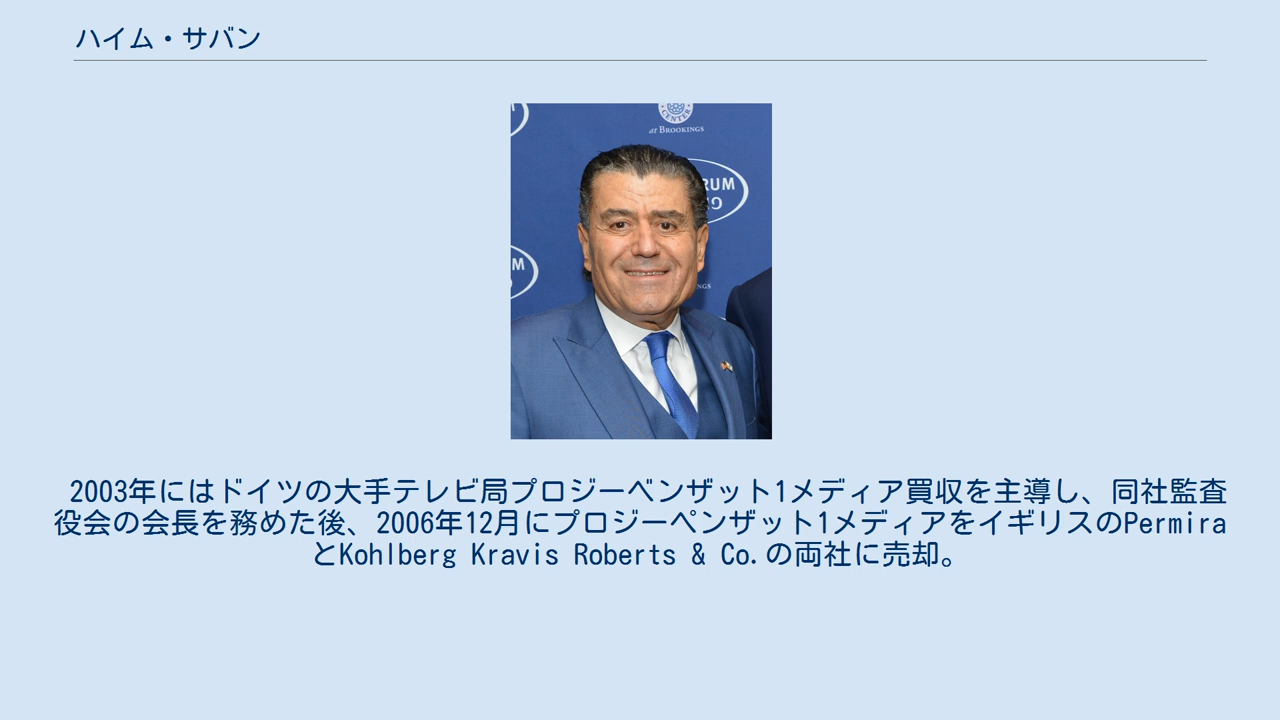 ハイム・サバン
CENTER
at BROOKINGS
RUM
2003年にはドイツの大手テレビ局プロジーベンザット1メディア買収を主導し、同社監査
役会の会長を務めた後、2006年12月にプロジーペンザット1メディアをイギリスのPermira
とKohlberg Kravis Roberts & Co.の両社に売却。